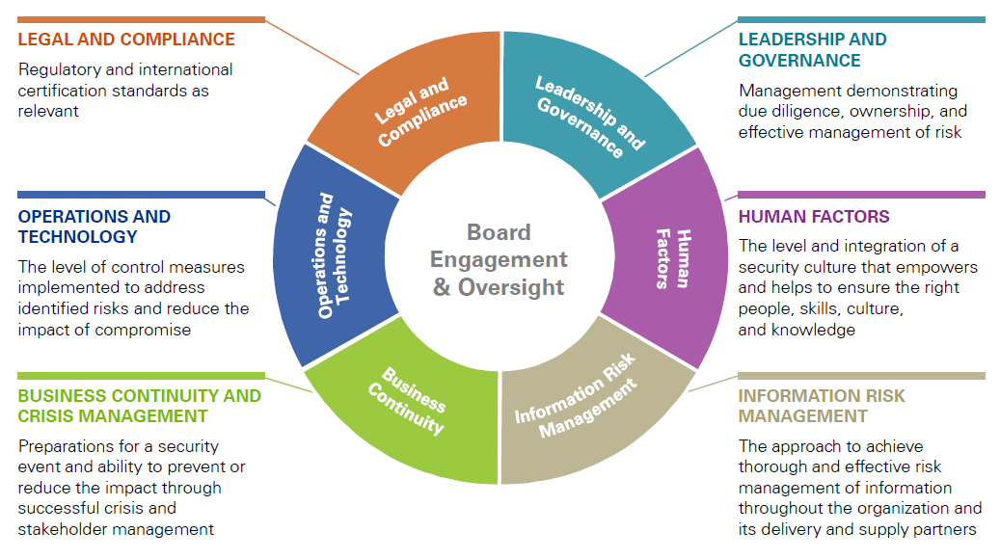 LEGAL AND COMPLIANCE
Regulatory and international
certification standards as
relevant
OPERATIONS AND
TECHNOLOGY
The level of control measures
implemented to address
identified risks and reduce the
impact of compromise
BUSINESS CONTINUITY AND
CRISIS MANAGEMENT
Preparations for a security
event and ability to prevent or
reduce the impact through
successful crisis and
stakeholder management
Legal and
Compliance
Leadership and
Governance
Operations and
Technology
Board
Engagement
& Oversight
Human
Factors
Business
Continuity
Information Risk
Management
LEADERSHIP AND
GOVERNANCE
Management demonstrating
due diligence, ownership, and
effective management of risk
HUMAN FACTORS
The level and integration of a
security culture that empowers
and helps to ensure the right
people, skills, culture,
and knowledge
INFORMATION RISK
MANAGEMENT
The approach to achieve
thorough and effective risk
management of information
throughout the organization and
its delivery and supply partners